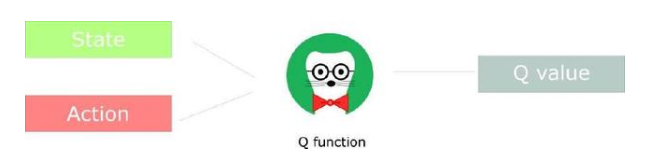 State
Action
Q function
Q value